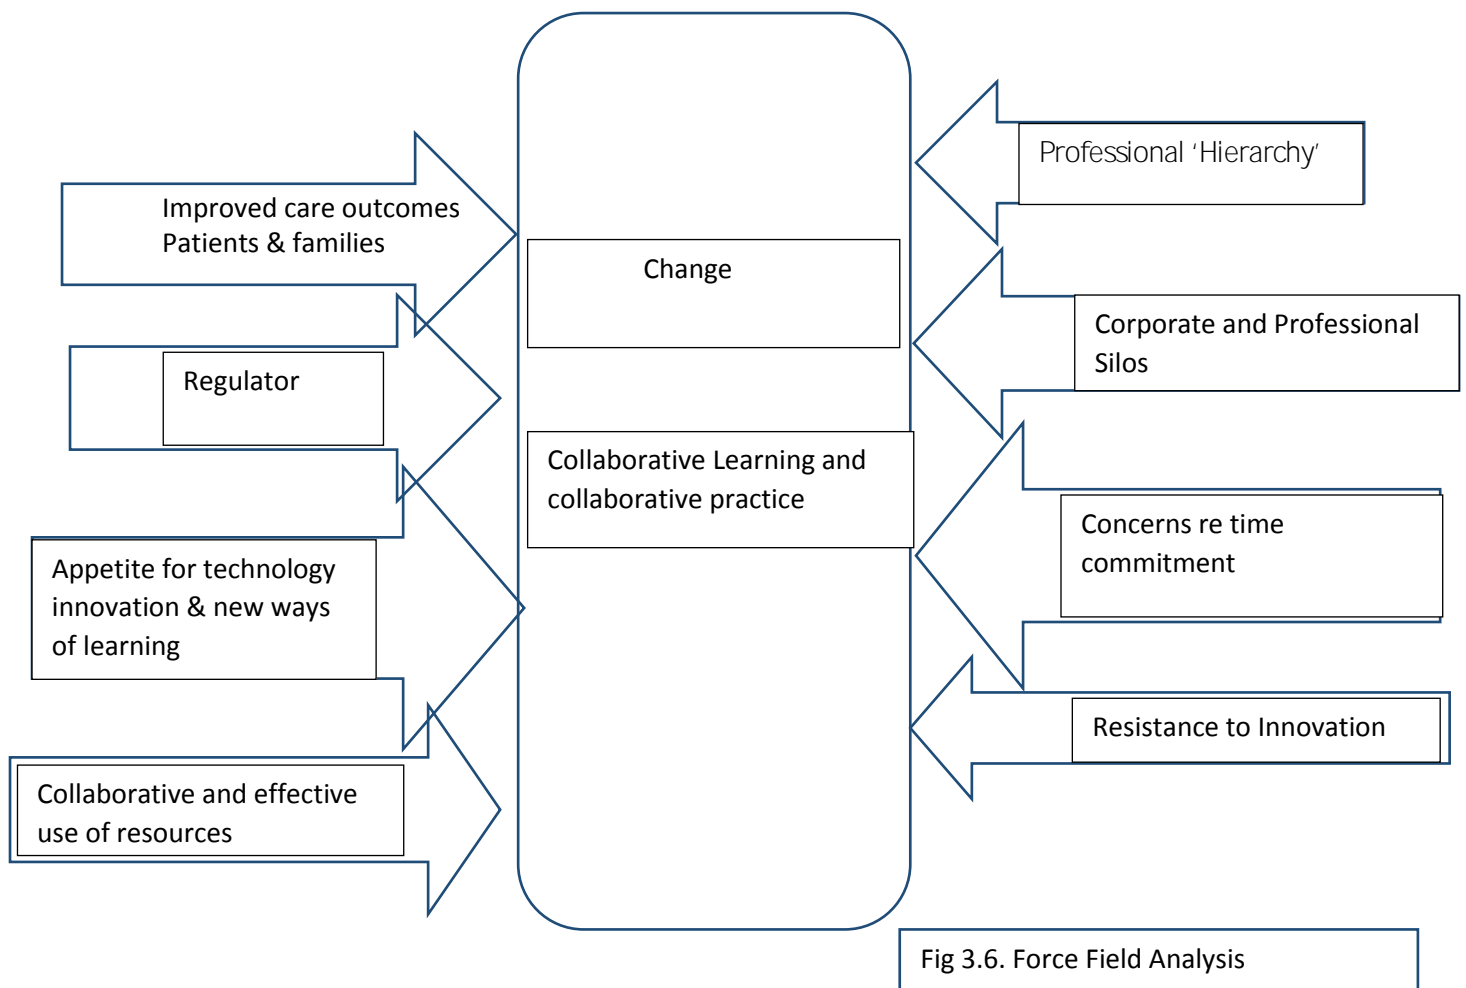 Improved care outcomes
Patients & families
Regulator
Appetite for technology
innovation & new ways
of learning
Collaborative and effective
use of resources
Change
Collaborative Learning and
collaborative practice
Professional ‘Hierarchy’
Corporate and Professional
Silos
Concerns re time
commitment
Resistance to Innovation
Fig 3.6. Force Field Analysis